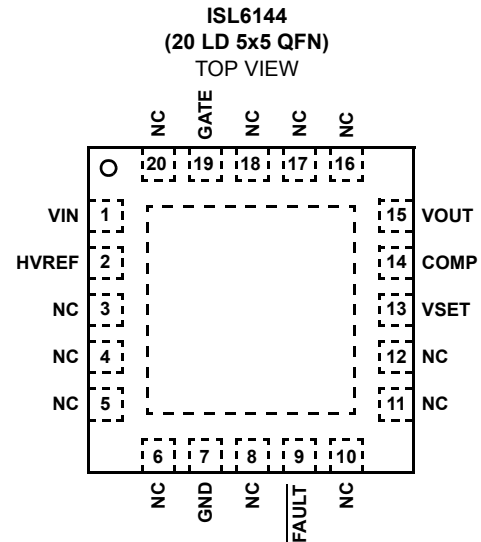 ISL6144
(20 LD 5x5 QFN)
TOP VIEW
NC GATE NC NC NC
20 19 18 17 16
VIN 1 15 VOUT
HVREF 2 14 COMP
NC 3 13 VSET
NC 4 12 NC
NC 5 11 NC
6 7 8 9 10
NC GND NC FAULT NC